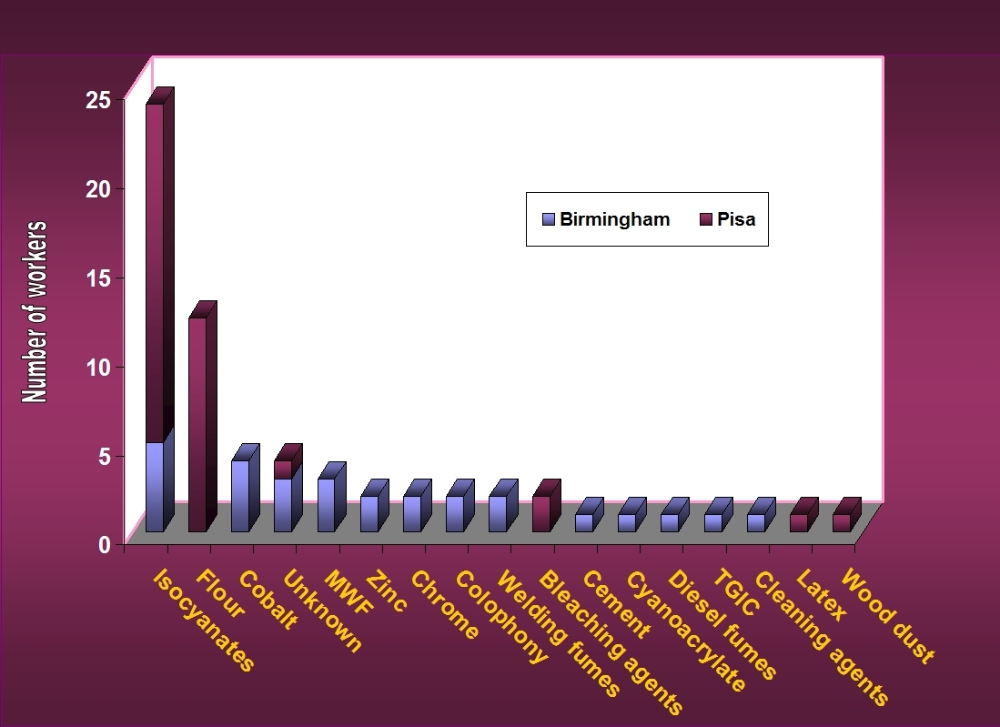 25
20
15
10
5
0
Number of workers
Birmingham
Pisa
Isocyanates
Flour
Cobalt
Unknown
MWF
Zinc
Chrome
Colophony
Welding fumes
Bleaching agents
Cement
Cyanoacrylate
Diesel fumes
TGIC
Cleaning agents
Latex
Wood dust